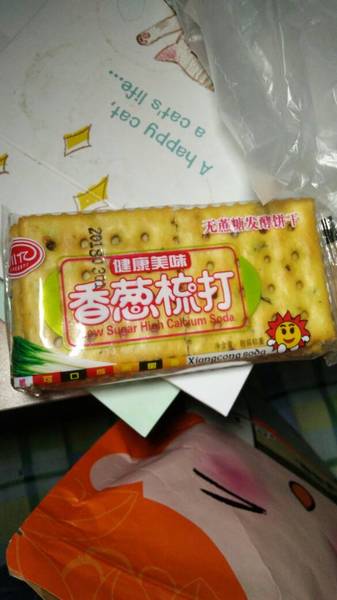 A happy cat,
a cat's life...
无蔗糖发酵饼干
健康美味
香葱梳打
Low Sugar High Calcium Soda
Xiangcong soda